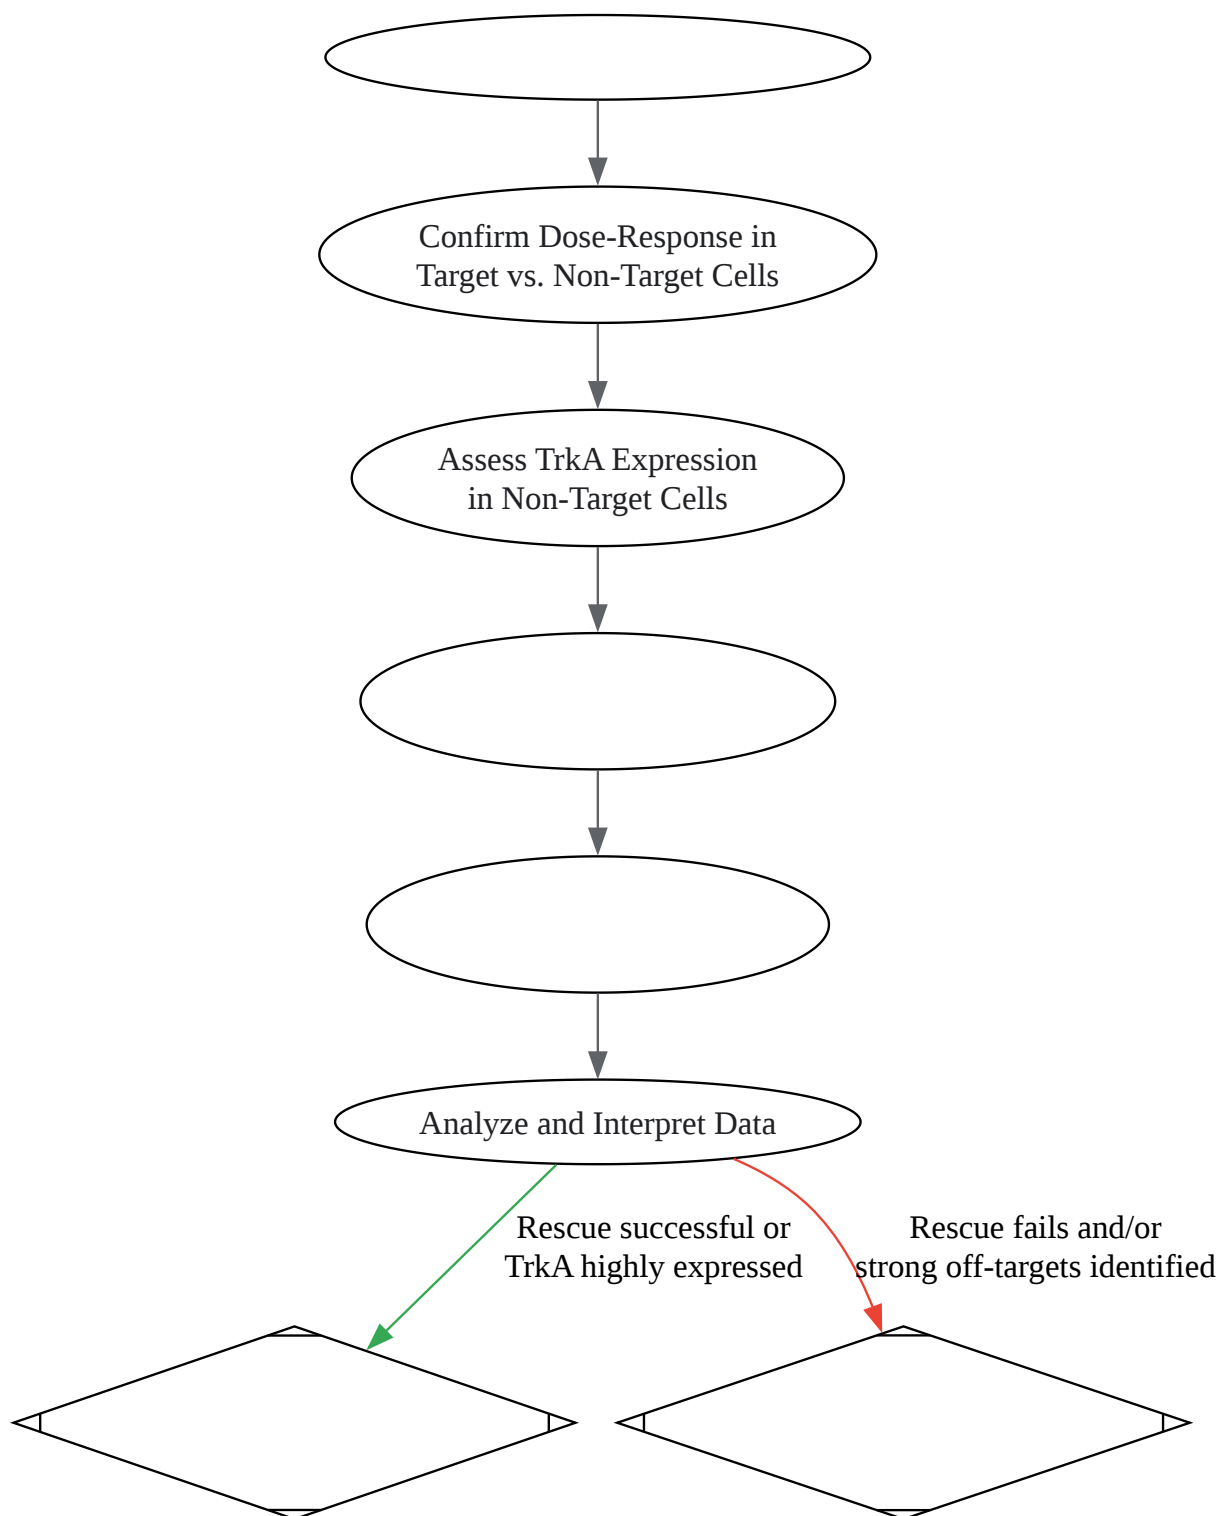 Confirm Dose-Response in
Target vs. Non-Target Cells
Assess TrkA Expression
in Non-Target Cells
Analyze and Interpret Data
Rescue successful or
TrkA highly expressed
Rescue fails and/or
strong off-targets identified